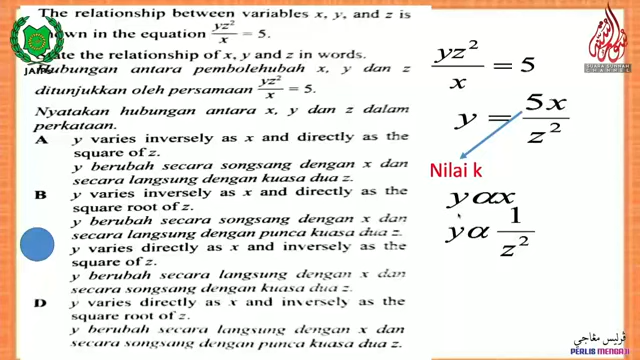 The relationship between variables x, y, and z is
own in the equation yz²/x = 5.
tate the relationship of x, y and z in words.
Hubungan antara pembolehubah x, y dan z
ditunjukkan oleh persamaan yz²/x = 5.
Nyatakan hubungan antara x, y dan z dalam
perkataan.
A y varies inversely as x and directly as the
square of z.
y berubah secara songsang dengan x dan
secara langsung dengan kuasa dua z.
B y varies inversely as x and directly as the
square root of z.
y berubah secara songsang dengan x dan
secara langsung dengan punca kuasa dua z.
y varies directly as x and inversely as the
square of z.
y berubah secara langsung dengan x dan
secara songsang dengan kuasa dua z.
D y varies directly as x and inversely as the
square root of z.
y berubah secara langsung dengan x dan
secara songsang dengan punca kuasa dua z.
yz²/x = 5
y = 5x/z²
Nilai k
yαx
yα 1/z²
ڤرليس مڠاجي
PERLIS MENGAJI